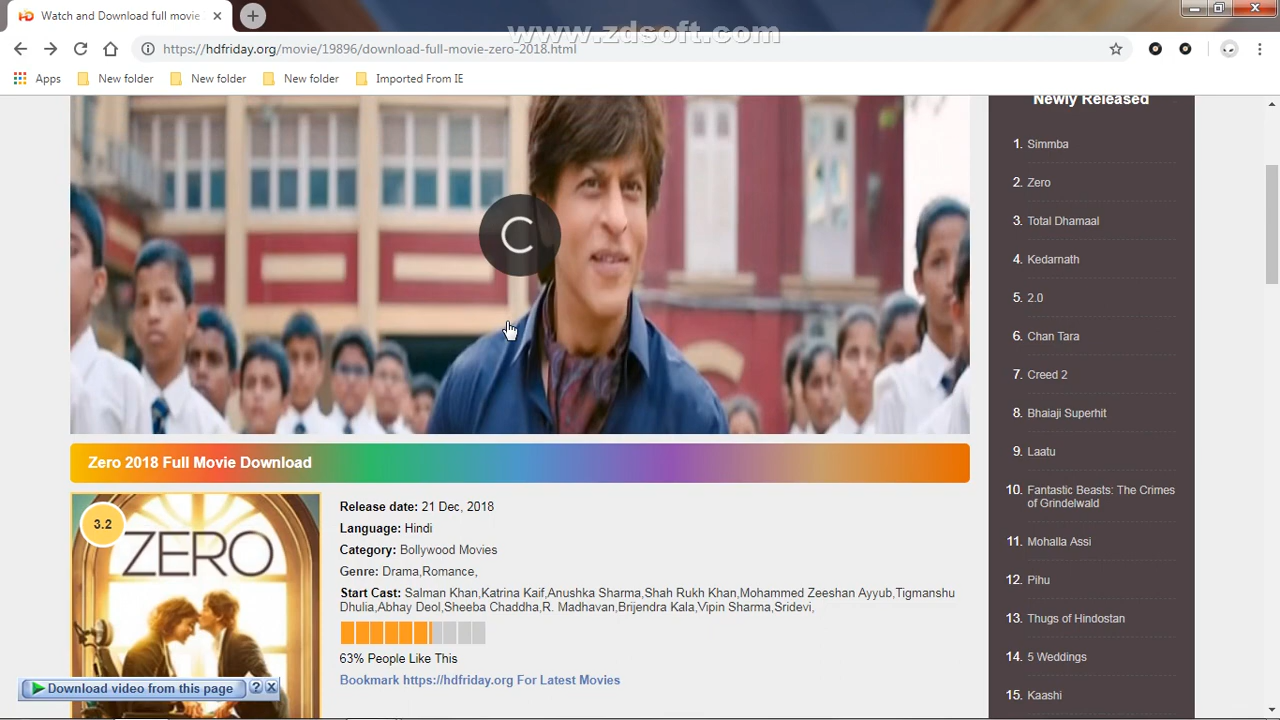 Watch and Download full movie
www.zdsoft.com
https://hdfriday.org/movie/19896/download-full-movie-zero-2018.html
Apps
New folder
New folder
New folder
Imported From IE
Newly Released
1. Simmba
2. Zero
3. Total Dhamaal
4. Kedarnath
5. 2.0
6. Chan Tara
7. Creed 2
8. Bhaiaji Superhit
9. Laatu
10. Fantastic Beasts: The Crimes
of Grindelwald
11. Mohalla Assi
12. Pihu
13. Thugs of Hindostan
14. 5 Weddings
15. Kaashi
Zero 2018 Full Movie Download
3.2
ZERO
Release date: 21 Dec, 2018
Language: Hindi
Category: Bollywood Movies
Genre: Drama,Romance,
Start Cast: Salman Khan,Katrina Kaif,Anushka Sharma,Shah Rukh Khan,Mohammed Zeeshan Ayyub,Tigmanshu
Dhulia,Abhay Deol,Sheeba Chaddha,R. Madhavan,Brijendra Kala,Vipin Sharma,Sridevi,
63% People Like This
Bookmark https://hdfriday.org For Latest Movies
Download video from this page ?